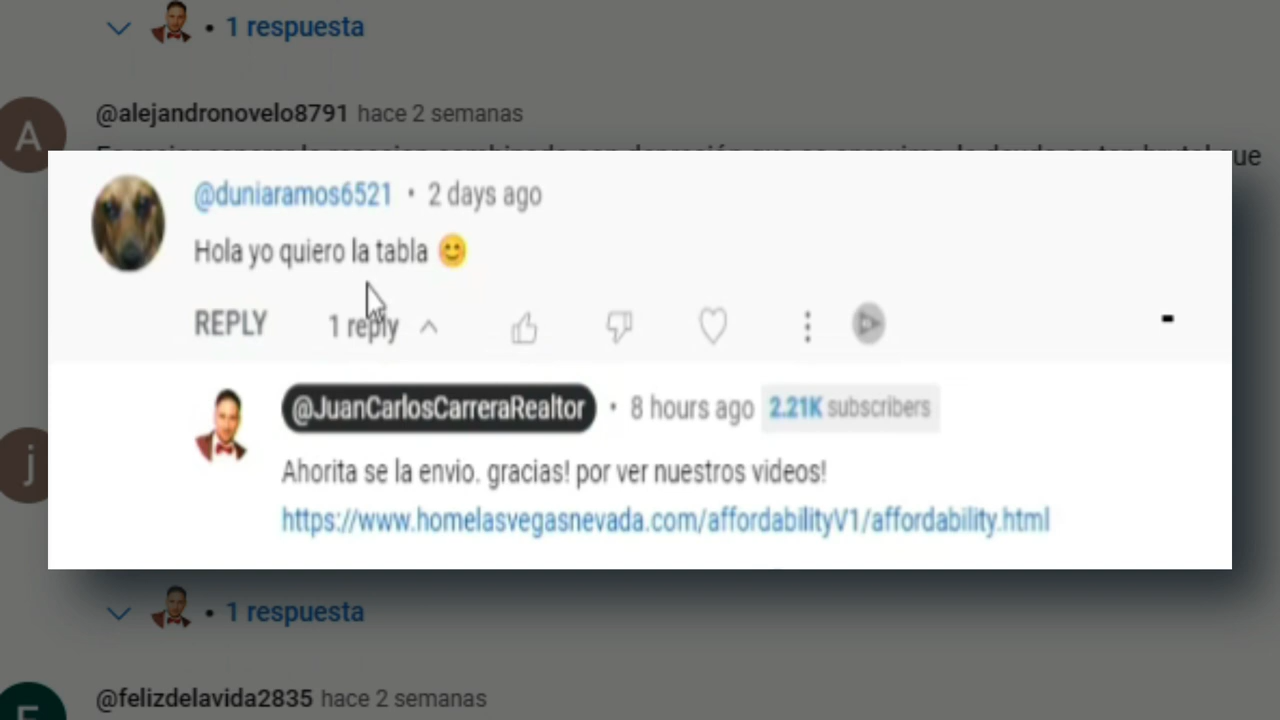 1 respuesta
@alejandronovelo8791 hace 2 semanas
A
@duniaramos6521 • 2 days ago
Hola yo quiero la tabla 😊
REPLY 1 reply
@JuanCarlosCarreraRealtor • 8 hours ago 2.21K subscribers
j
Ahorita se la envio. gracias! por ver nuestros videos!
https://www.homelasvegasnevada.com/affordabilityV1/affordability.html
1 respuesta
@felizdelavida2835 hace 2 semanas